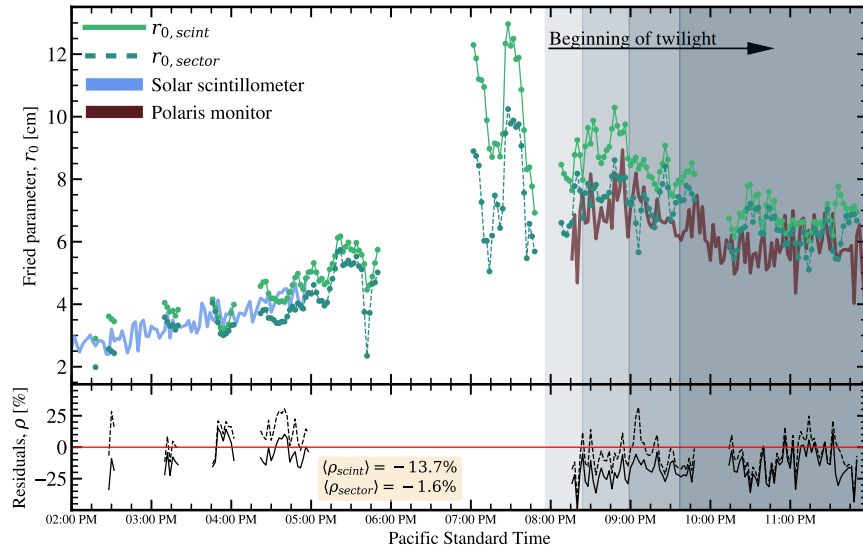 r0,scint
r0,sector
Solar scintillometer
Polaris monitor
Beginning of twilight
Fried parameter, r0 [cm]
12
10
8
6
4
2
Residuals, ρ [%]
25
0
−25
⟨ρscint⟩ = −13.7%
⟨ρsector⟩ = −1.6%
02:00 PM 03:00 PM 04:00 PM 05:00 PM 06:00 PM 07:00 PM 08:00 PM 09:00 PM 10:00 PM 11:00 PM
Pacific Standard Time